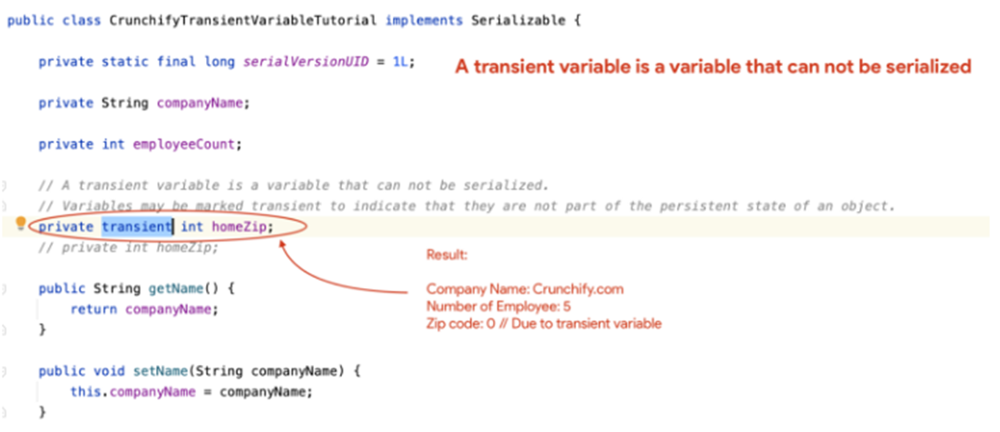 public class CrunchifyTransientVariableTutorial implements Serializable {
private static final long serialVersionUID = 1L;
A transient variable is a variable that can not be serialized
private String companyName;
private int employeeCount;
// A transient variable is a variable that can not be serialized.
// Variables may be marked transient to indicate that they are not part of the persistent state of an object.
private transient int homeZip;
// private int homeZip;
Result:
Company Name: Crunchify.com
Number of Employee: 5
Zip code: 0 // Due to transient variable
public String getName() {
return companyName;
}
public void setName(String companyName) {
this.companyName = companyName;
}